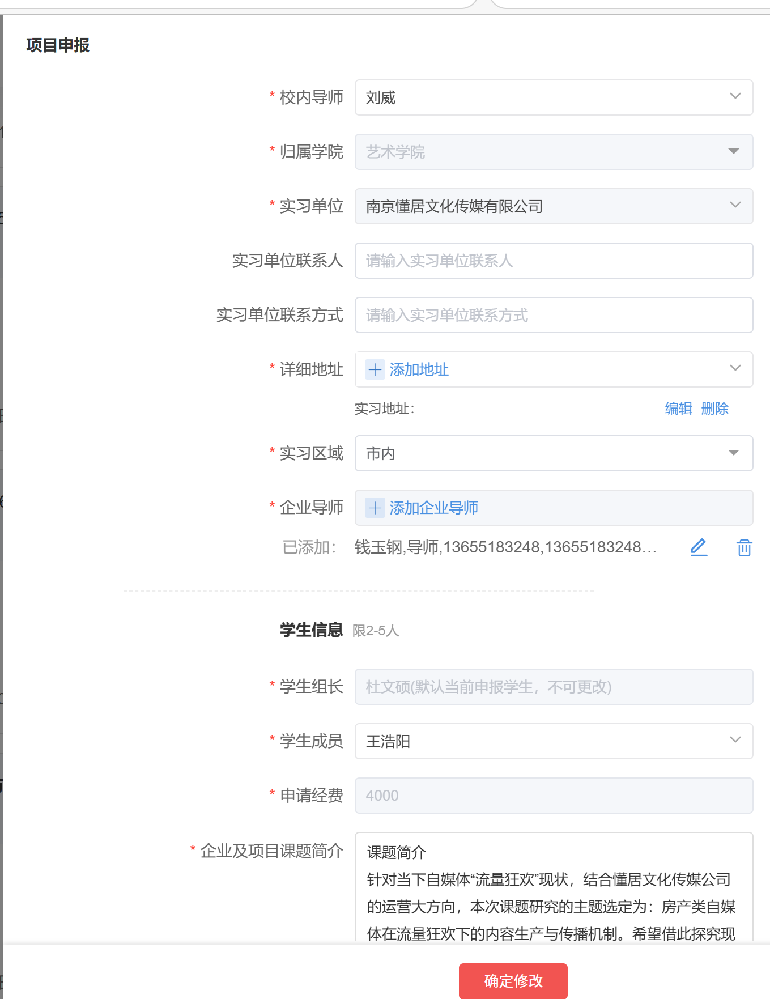 项目申报
* 校内导师 刘威
* 归属学院 艺术学院
* 实习单位 南京懂居文化传媒有限公司
实习单位联系人 请输入实习单位联系人
实习单位联系方式 请输入实习单位联系方式
* 详细地址 添加地址
实习地址： 编辑 删除
* 实习区域 市内
* 企业导师 添加企业导师
已添加： 钱玉钢,导师,13655183248,13655183248...
学生信息 限2-5人
* 学生组长 杜文硕(默认当前申报学生，不可更改)
* 学生成员 王浩阳
* 申请经费 4000
* 企业及项目课题简介 课题简介
针对当下自媒体“流量狂欢”现状，结合懂居文化传媒公司
的运营大方向，本次课题研究的主题选定为：房产类自媒
体在流量狂欢下的内容生产与传播机制。希望借此探究现
确定修改